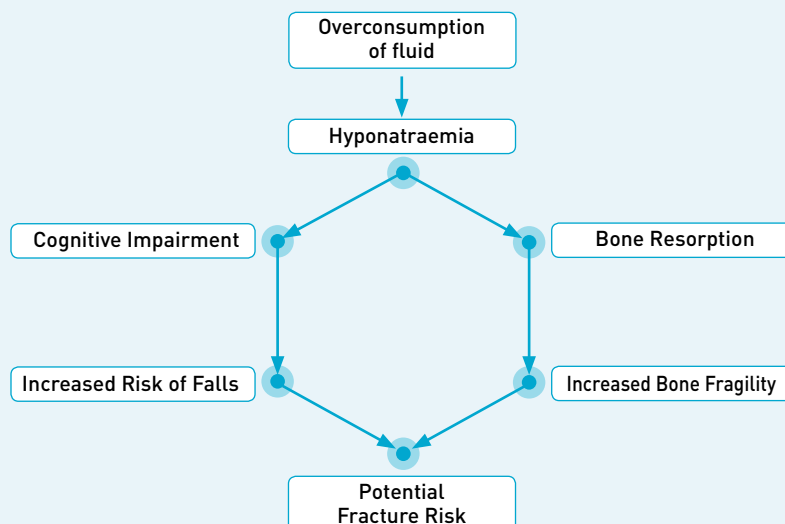 Overconsumption
of fluid
Hyponatraemia
Cognitive Impairment
Bone Resorption
Increased Risk of Falls
Increased Bone Fragility
Potential
Fracture Risk